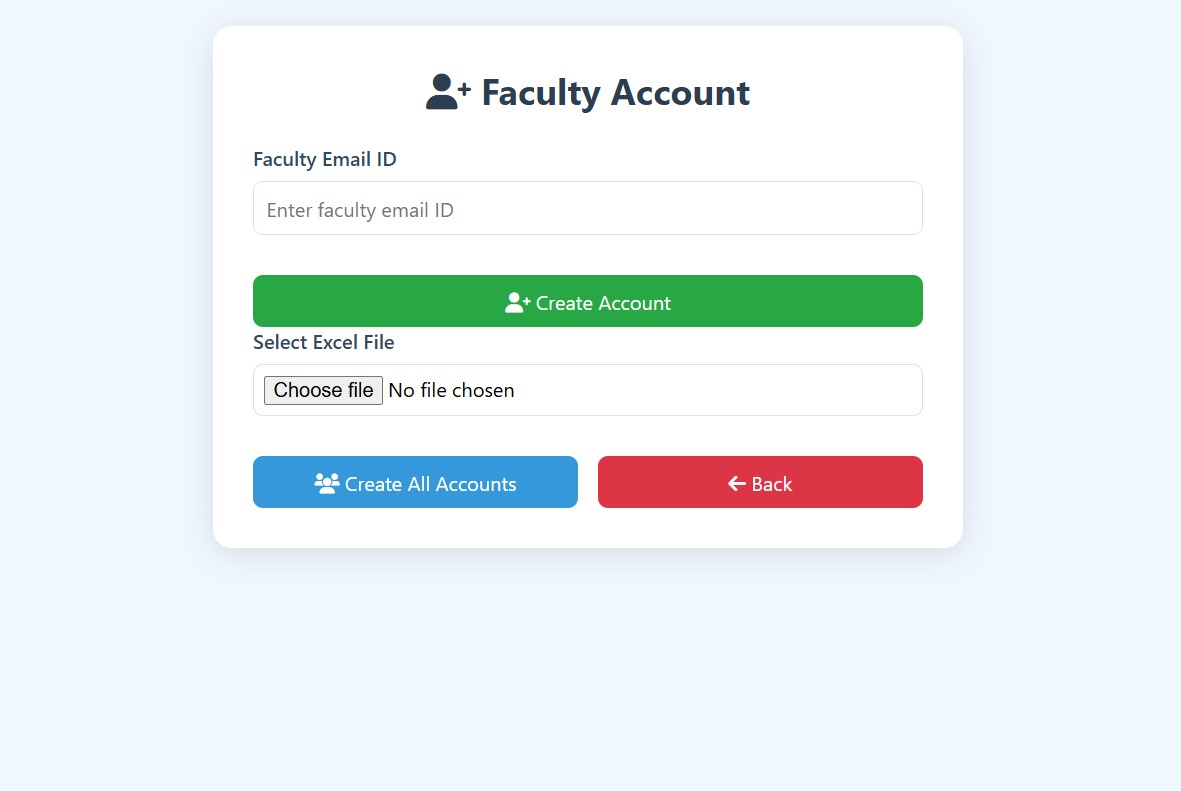 Faculty Account
Faculty Email ID
Enter faculty email ID
Create Account
Select Excel File
Choose file No file chosen
Create All Accounts
Back